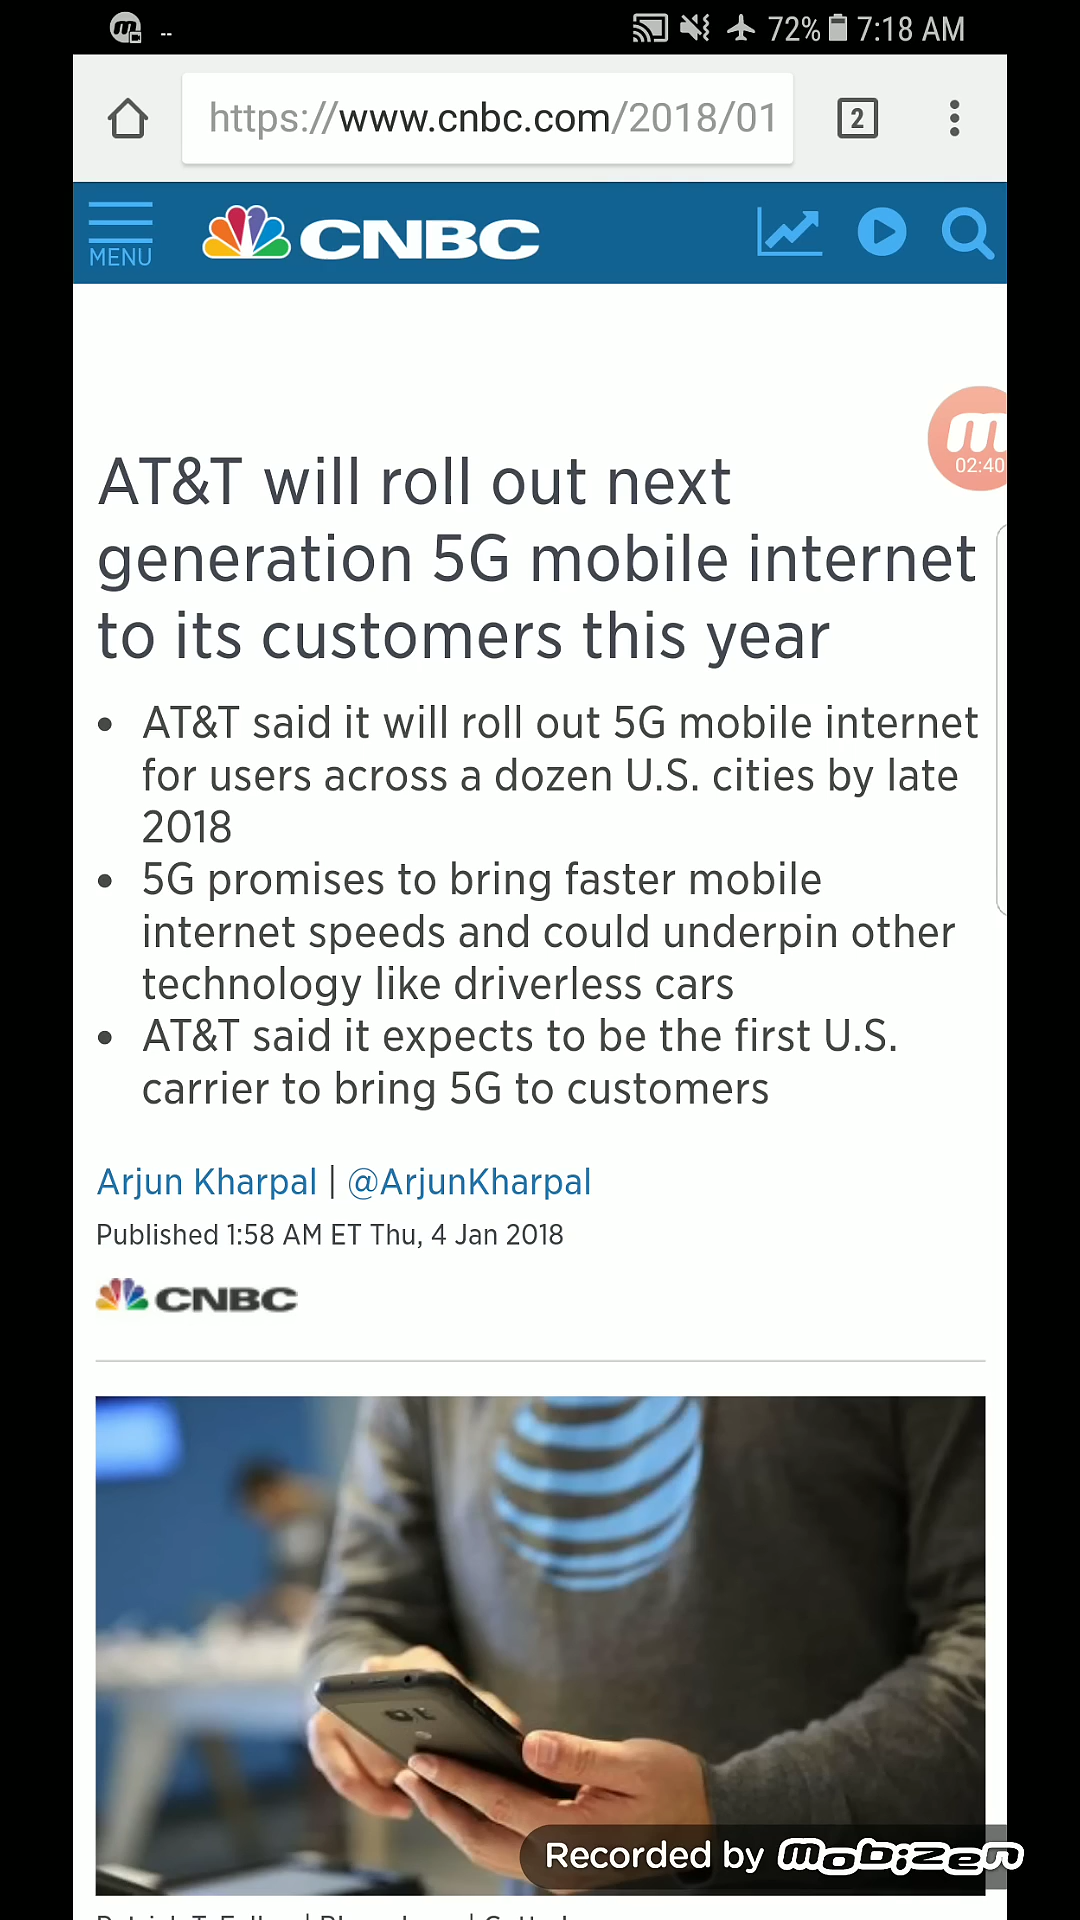 -- 72% 7:18 AM
https://www.cnbc.com/2018/01 2
MENU CNBC
m
02:40
AT&T will roll out next
generation 5G mobile internet
to its customers this year
• AT&T said it will roll out 5G mobile internet
for users across a dozen U.S. cities by late
2018
• 5G promises to bring faster mobile
internet speeds and could underpin other
technology like driverless cars
• AT&T said it expects to be the first U.S.
carrier to bring 5G to customers
Arjun Kharpal | @ArjunKharpal
Published 1:58 AM ET Thu, 4 Jan 2018
CNBC
Recorded by mobizen